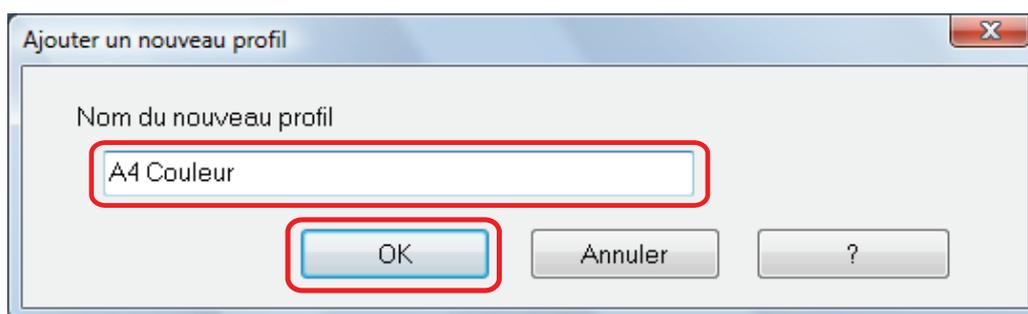 Ajouter un nouveau profil
Nom du nouveau profil
A4 Couleur
OK Annuler ?